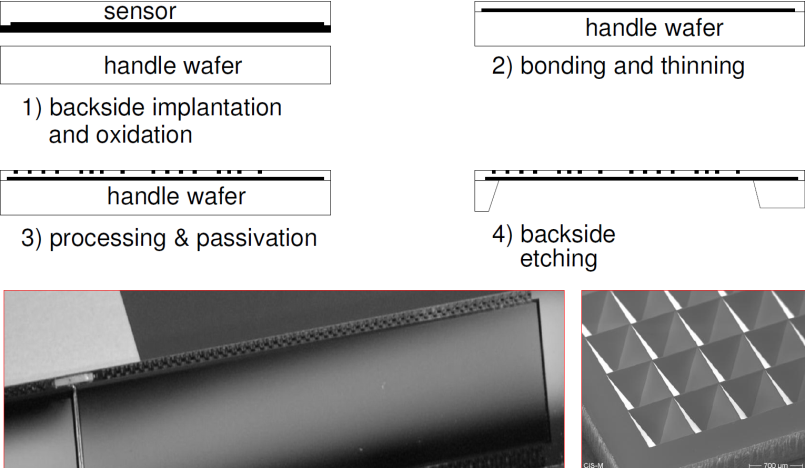 sensor
handle wafer
1) backside implantation
and oxidation
handle wafer
2) bonding and thinning
handle wafer
3) processing & passivation
4) backside
etching
CiS-M
700 µm